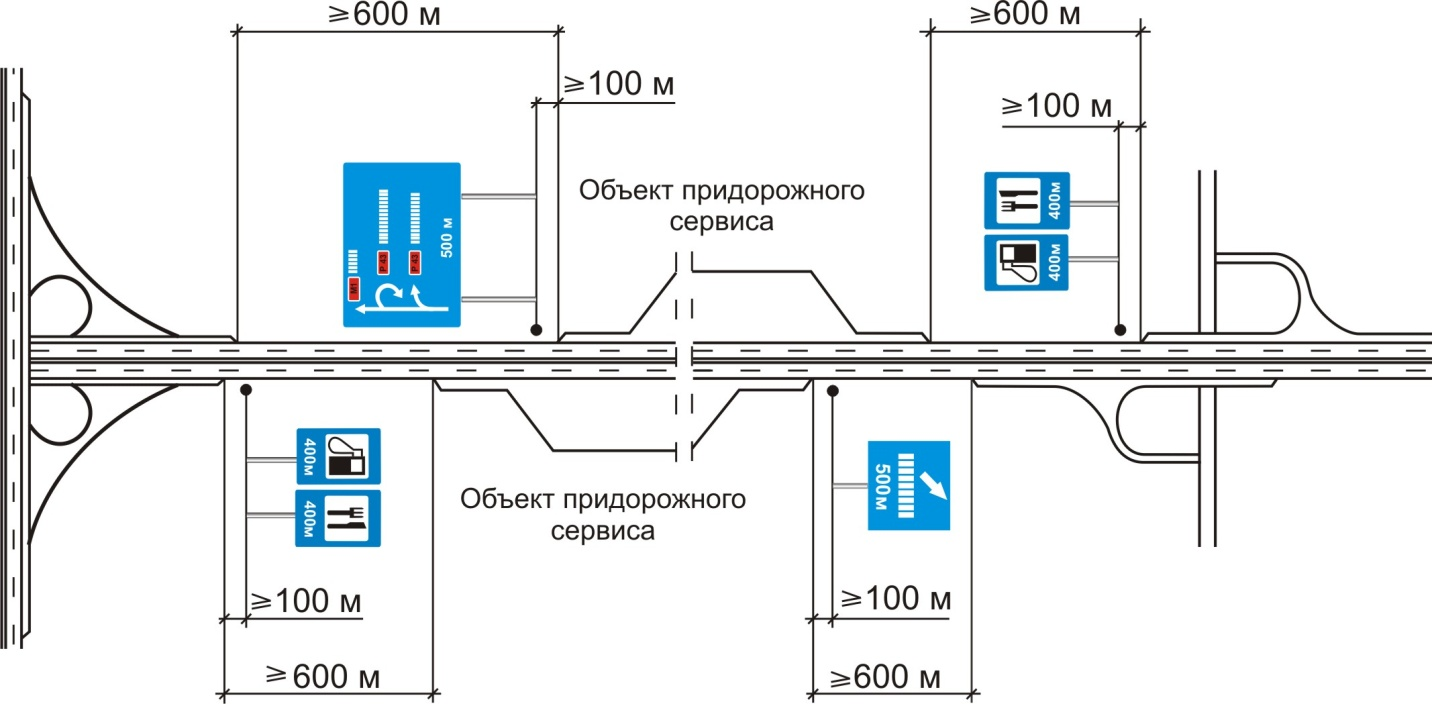 ≥600 м
≥600 м
≥100 м
≥100 м
Объект придорожного
сервиса
М1
Р.43
Р.43
500 м
400м
400м
400м
400м
500м
Объект придорожного
сервиса
≥100 м
≥100 м
≥600 м
≥600 м